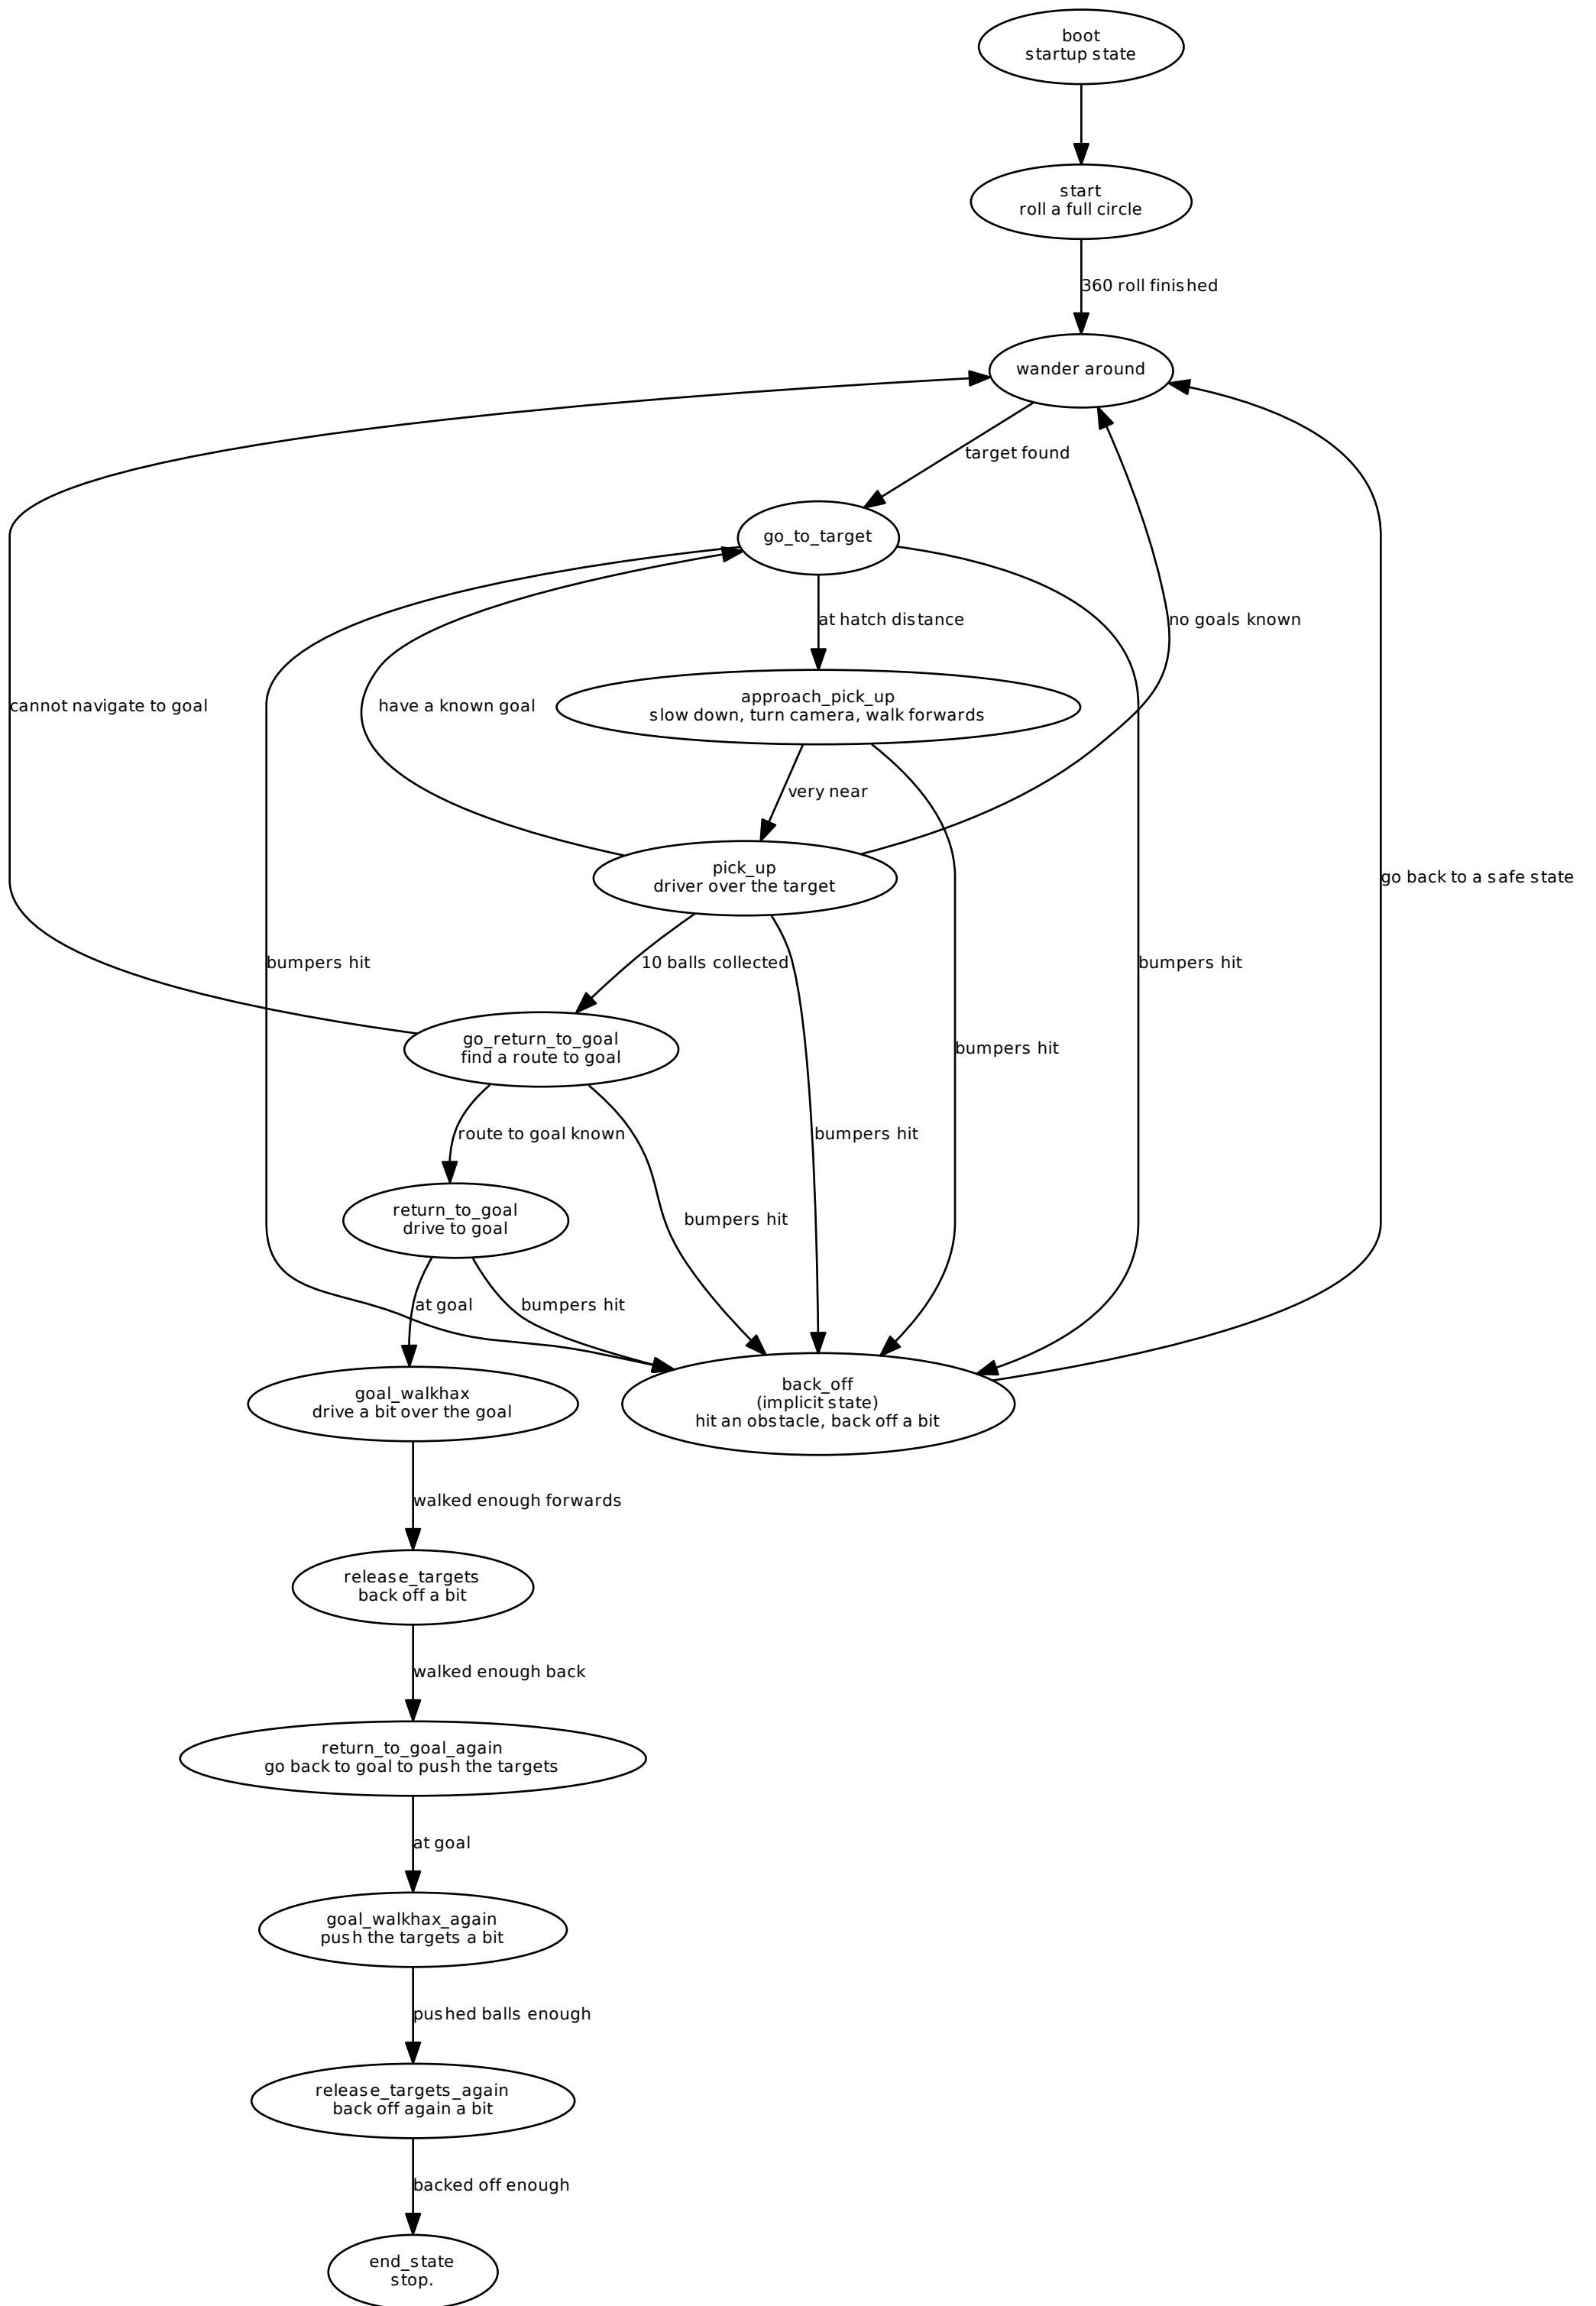 boot
startup state
start
roll a full circle
360 roll finished
wander around
target found
go_to_target
at hatch distance
no goals known
cannot navigate to goal
have a known goal
approach_pick_up
slow down, turn camera, walk forwards
very near
pick_up
driver over the target
go back to a safe state
bumpers hit
10 balls collected
bumpers hit
go_return_to_goal
find a route to goal
bumpers hit
route to goal known
bumpers hit
return_to_goal
drive to goal
bumpers hit
at goal
bumpers hit
goal_walkhax
drive a bit over the goal
back_off
(implicit state)
hit an obstacle, back off a bit
walked enough forwards
release_targets
back off a bit
walked enough back
return_to_goal_again
go back to goal to push the targets
at goal
goal_walkhax_again
push the targets a bit
pushed balls enough
release_targets_again
back off again a bit
backed off enough
end_state
stop.